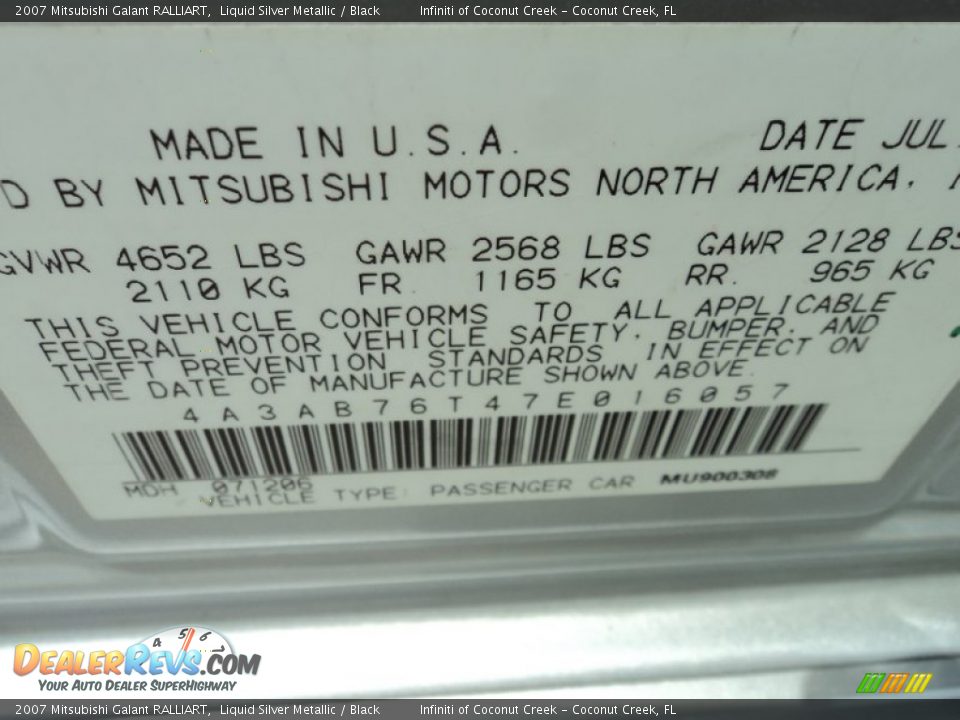 2007 Mitsubishi Galant RALLIART, Liquid Silver Metallic / Black Infiniti of Coconut Creek - Coconut Creek, FL
MADE IN U.S.A. DATE JUL
D BY MITSUBISHI MOTORS NORTH AMERICA.
GVWR 4652 LBS GAWR 2568 LBS GAWR 2128 LBS
2110 KG FR. 1165 KG RR. 965 KG
THIS VEHICLE CONFORMS TO ALL APPLICABLE
FEDERAL MOTOR VEHICLE SAFETY, BUMPER, AND
THEFT PREVENTION STANDARDS IN EFFECT ON
THE DATE OF MANUFACTURE SHOWN ABOVE.
4A3AB76T47E016057
MDH 071206
VEHICLE TYPE: PASSENGER CAR MU900308
4 5 6 7
DEALERREVS.COM
YOUR AUTO DEALER SUPERHIGHWAY
2007 Mitsubishi Galant RALLIART, Liquid Silver Metallic / Black Infiniti of Coconut Creek - Coconut Creek, FL